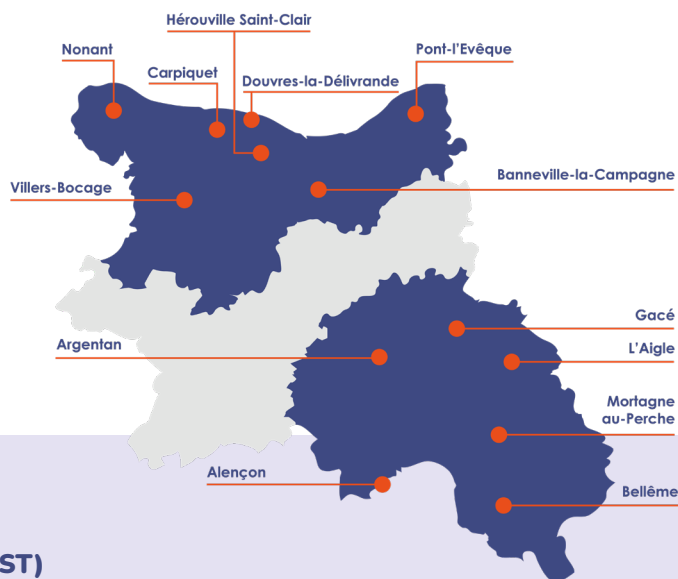 Hérouville Saint-Clair
Nonant
Pont-l'Evêque
Carpiquet
Douvres-la-Délivrande
Banneville-la-Campagne
Villers-Bocage
Gacé
Argentan
L'Aigle
Mortagne
au-Perche
Alençon
Bellême
ST)